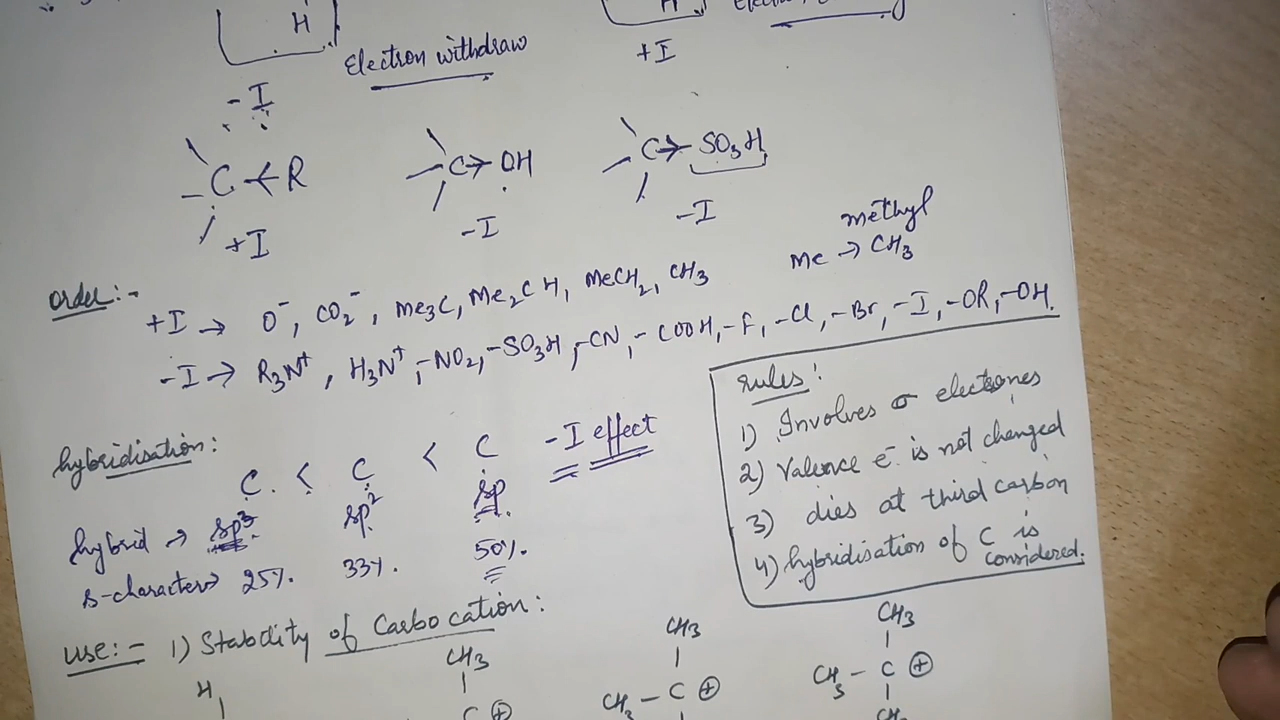 H
H
Electron withdraw
-I
+I
C R
+I
C→ OH
-I
C→ SO₃H
-I
methyl
Me → CH₃
Order:-
+I → O⁻, CO₂⁻, Me₃C, Me₂CH, MeCH₂, CH₃
-I → R₃N⁺, H₃N⁺, -NO₂, -SO₃H, -CN, -COOH, -F, -Cl, -Br, -I, -OR, -OH.
hybridisation:
C < C < C -I effect
hybrid → sp³ sp² sp
s-character→ 25%. 33%. 50%.
rules:
1) Involves σ electrones
2) Valence e⁻ is not changed
3) dies at third carbon
4) hybridisation of C is
considered.
use:- 1) Stability of Carbocation:
H
CH₃
C ⊕
CH₃
CH₃ - C ⊕
CH₃
CH₃ - C ⊕
CH₃